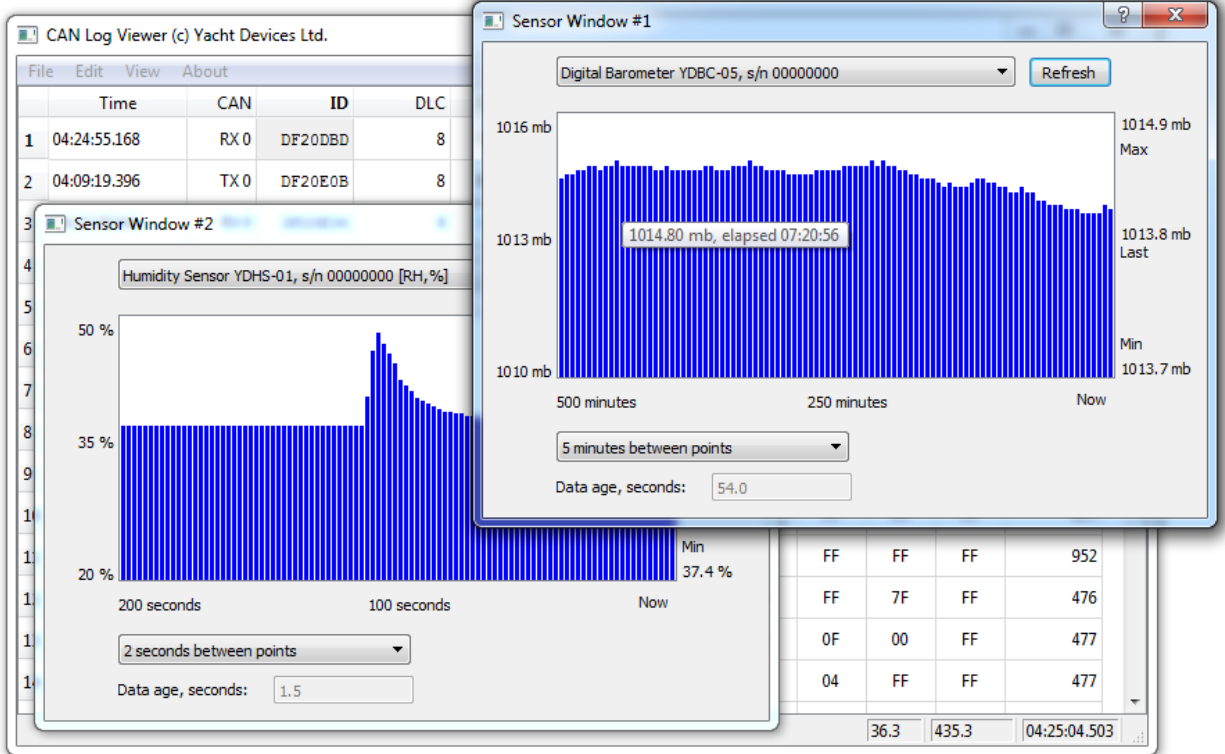 Sensor Window #1
Digital Barometer YDBC-05, s/n 00000000
Refresh
1016 mb
1013 mb
1010 mb
1014.9 mb
Max
1013.8 mb
Last
Min
1013.7 mb
1014.80 mb, elapsed 07:20:56
500 minutes 250 minutes Now
5 minutes between points
Data age, seconds: 54.0
CAN Log Viewer (c) Yacht Devices Ltd.
File Edit View About
Time CAN ID DLC
1 04:24:55.168 RX 0 DF20DBD 8
2 04:09:19.396 TX 0 DF20E0B 8
3
4
5
6
7
8
9
Sensor Window #2
Humidity Sensor YDHS-01, s/n 00000000 [RH,%]
50 %
35 %
20 %
Min
37.4 %
200 seconds 100 seconds Now
2 seconds between points
Data age, seconds: 1.5
FF FF FF 952
FF 7F FF 476
0F 00 FF 477
04 FF FF 477
36.3 435.3 04:25:04.503